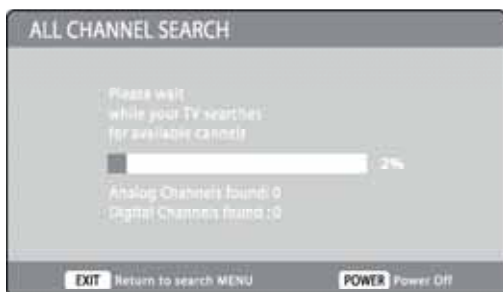 ALL CHANNEL SEARCH
Please wait
while your TV searches
for available cannels
2%
Analog Channels found: 0
Digital Channels found : 0
EXIT Return to search MENU POWER Power Off